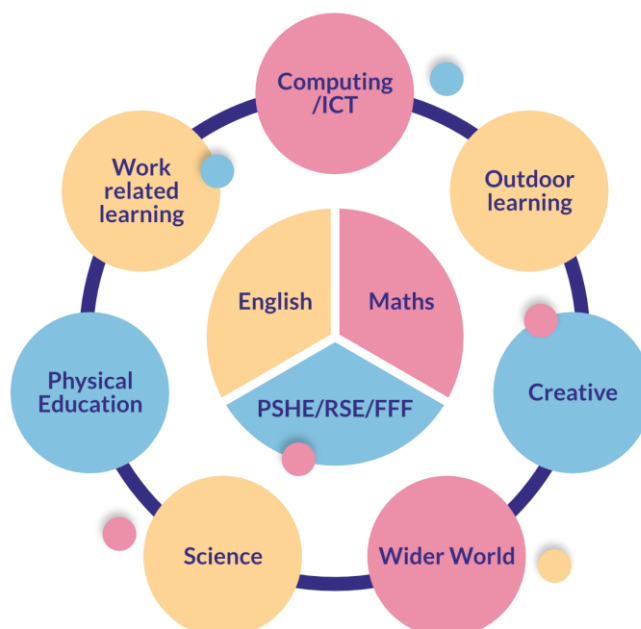 Computing
/ICT
Outdoor
learning
Creative
Wider World
Science
Physical
Education
Work
related
learning
English
Maths
PSHE/RSE/FFF